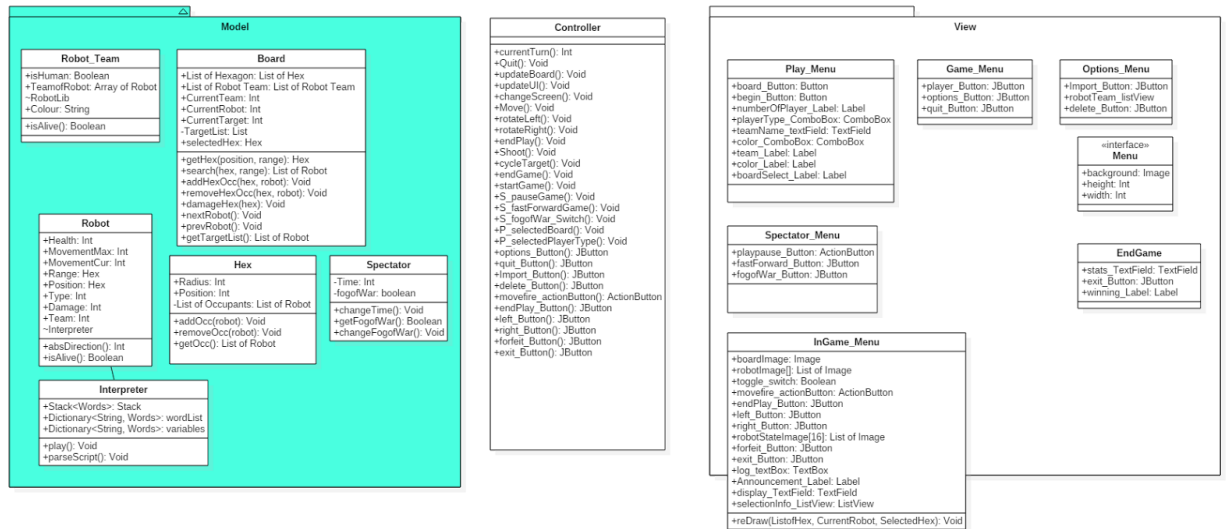 Model
Robot_Team
+isHuman: Boolean
+TeamofRobot: Array of Robot
~RobotLib
+Colour: String
+isAlive(): Boolean
Board
+List of Hexagon: List of Hex
+List of Robot Team: List of Robot Team
+CurrentTeam: Int
+CurrentRobot: Int
+CurrentTarget: Int
-TargetList: List
+selectedHex: Hex
+getHex(position, range): Hex
+search(hex, range): List of Robot
+addHexOcc(hex, robot): Void
+removeHexOcc(hex, robot): Void
+damageHex(hex): Void
+nextRobot(): Void
+prevRobot(): Void
+getTargetList(): List of Robot
Robot
+Health: Int
+MovementMax: Int
+MovementCur: Int
+Range: Hex
+Position: Hex
+Type: Int
+Damage: Int
+Team: Int
~Interpreter
+absDirection(): Int
+isAlive(): Boolean
Hex
+Radius: Int
+Position: Int
-List of Occupants: List of Robot
+addOcc(robot): Void
+removeOcc(robot): Void
+getOcc(): List of Robot
Spectator
-Time: Int
-fogofWar: boolean
+changeTime(): Void
+getFogofWar(): Boolean
+changeFogofWar(): Void
Interpreter
+Stack<Words>: Stack
+Dictionary<String, Words>: wordList
+Dictionary<String, Words>: variables
+play(): Void
+parseScript(): Void
Controller
+currentTurn(): Int
+Quit(): Void
+updateBoard(): Void
+updateUI(): Void
+changeScreen(): Void
+Move(): Void
+rotateLeft(): Void
+rotateRight(): Void
+endPlay(): Void
+Shoot(): Void
+cycleTarget(): Void
+endGame(): Void
+startGame(): Void
+S_pauseGame(): Void
+S_fastForwardGame(): Void
+S_fogofWar_Switch(): Void
+P_selectedBoard(): Void
+P_selectedPlayerType(): Void
+options_Button(): JButton
+quit_Button(): JButton
+Import_Button(): JButton
+delete_Button(): JButton
+movefire_actionButton(): ActionButton
+endPlay_Button(): JButton
+left_Button(): JButton
+right_Button(): JButton
+forfeit_Button(): JButton
+exit_Button(): JButton
View
Play_Menu
+board_Button: Button
+begin_Button: Button
+numberOfPlayer_Label: Label
+playerType_ComboBox: ComboBox
+teamName_textField: TextField
+color_ComboBox: ComboBox
+team_Label: Label
+color_Label: Label
+boardSelect_Label: Label
Game_Menu
+player_Button: JButton
+options_Button: JButton
+quit_Button: JButton
Options_Menu
+Import_Button: JButton
+robotTeam_listView
+delete_Button: JButton
«interface»
Menu
+background: Image
+height: Int
+width: Int
Spectator_Menu
+playpause_Button: ActionButton
+fastForward_Button: JButton
+fogofWar_Button: JButton
EndGame
+stats_TextField: TextField
+exit_Button: JButton
+winning_Label: Label
InGame_Menu
+boardImage: Image
+robotImage[]: List of Image
+toggle_switch: Boolean
+movefire_actionButton: ActionButton
+endPlay_Button: JButton
+left_Button: JButton
+right_Button: JButton
+robotStateImage[16]: List of Image
+forfeit_Button: JButton
+exit_Button: JButton
+log_textBox: TextBox
+Announcement_Label: Label
+display_TextField: TextField
+selectionInfo_ListView: ListView
+reDraw(ListofHex, CurrentRobot, SelectedHex): Void